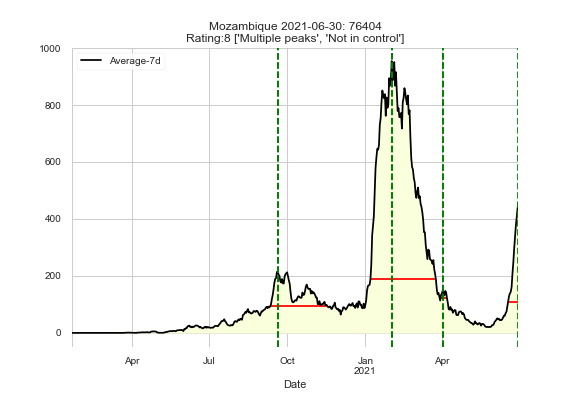 Mozambique 2021-06-30: 76404
Rating:8 ['Multiple peaks', 'Not in control']
Average-7d
1000
800
600
400
200
0
Apr
Jul
Oct
Jan
2021
Apr
Date